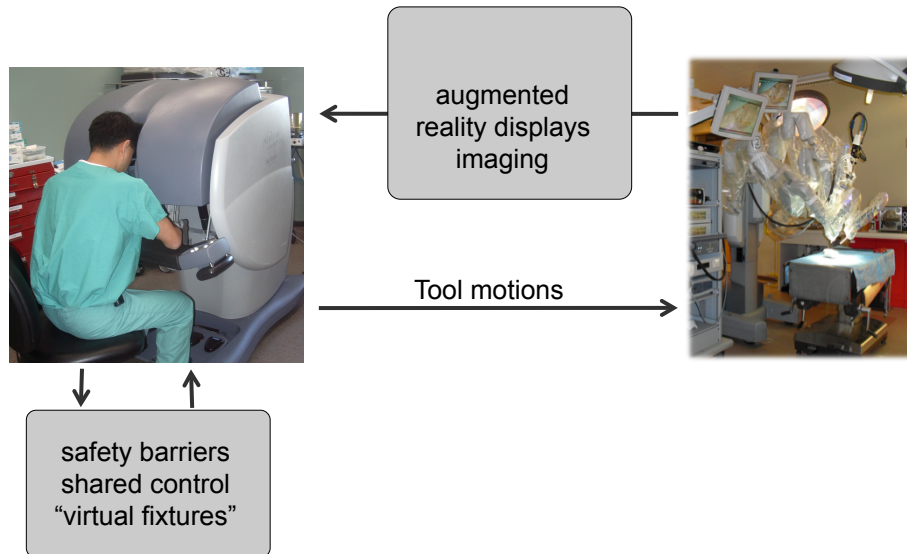 augmented
reality displays
imaging
Tool motions
safety barriers
shared control
“virtual fixtures”